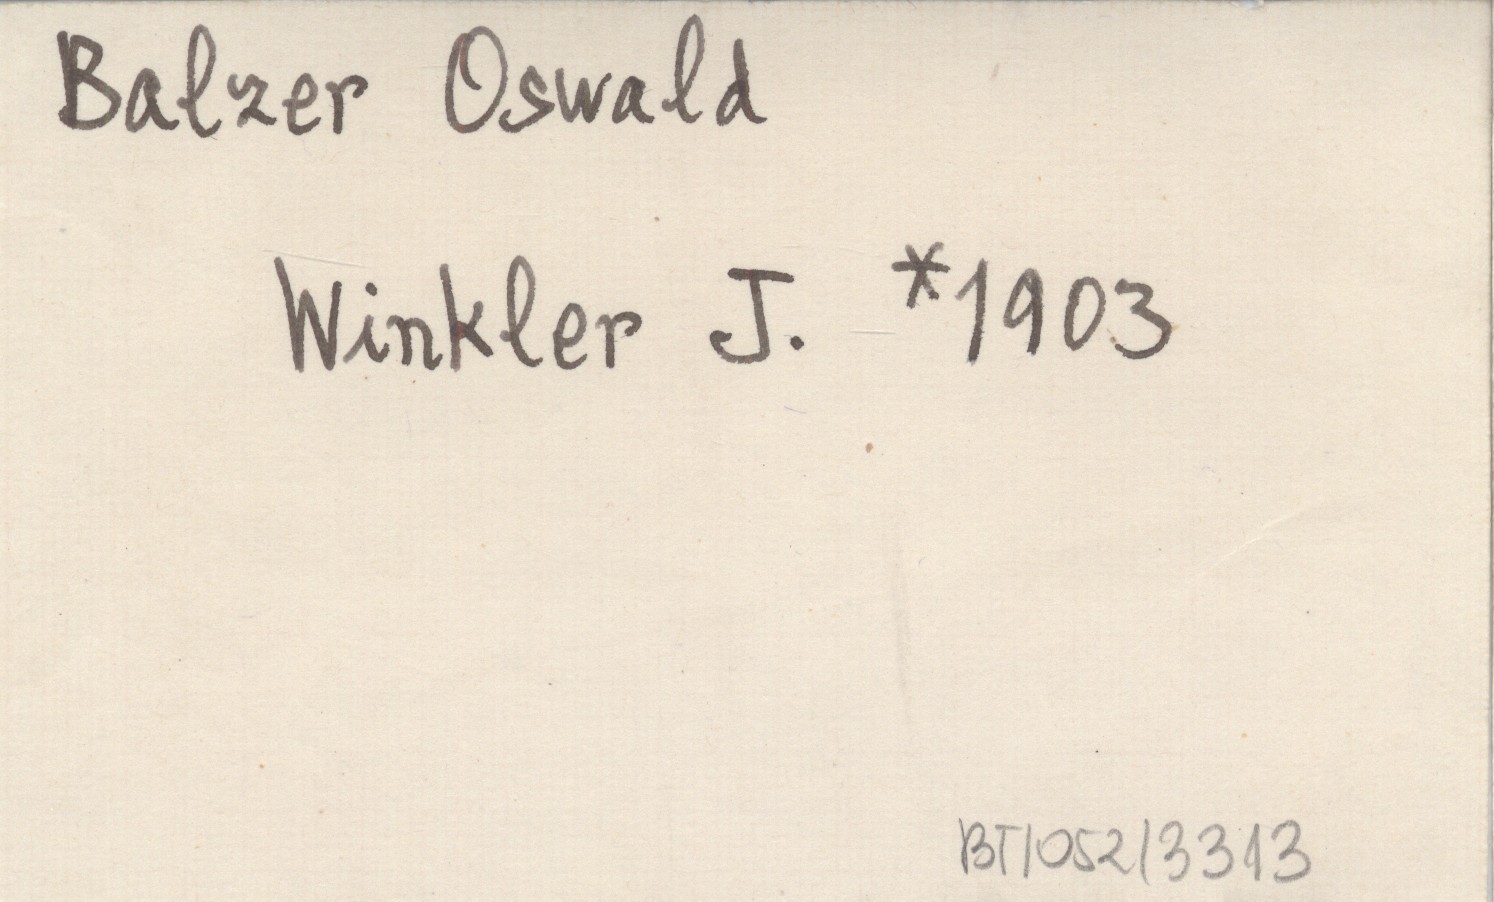 Balzer Oswald
Winkler J. *1903
BT/052/3313